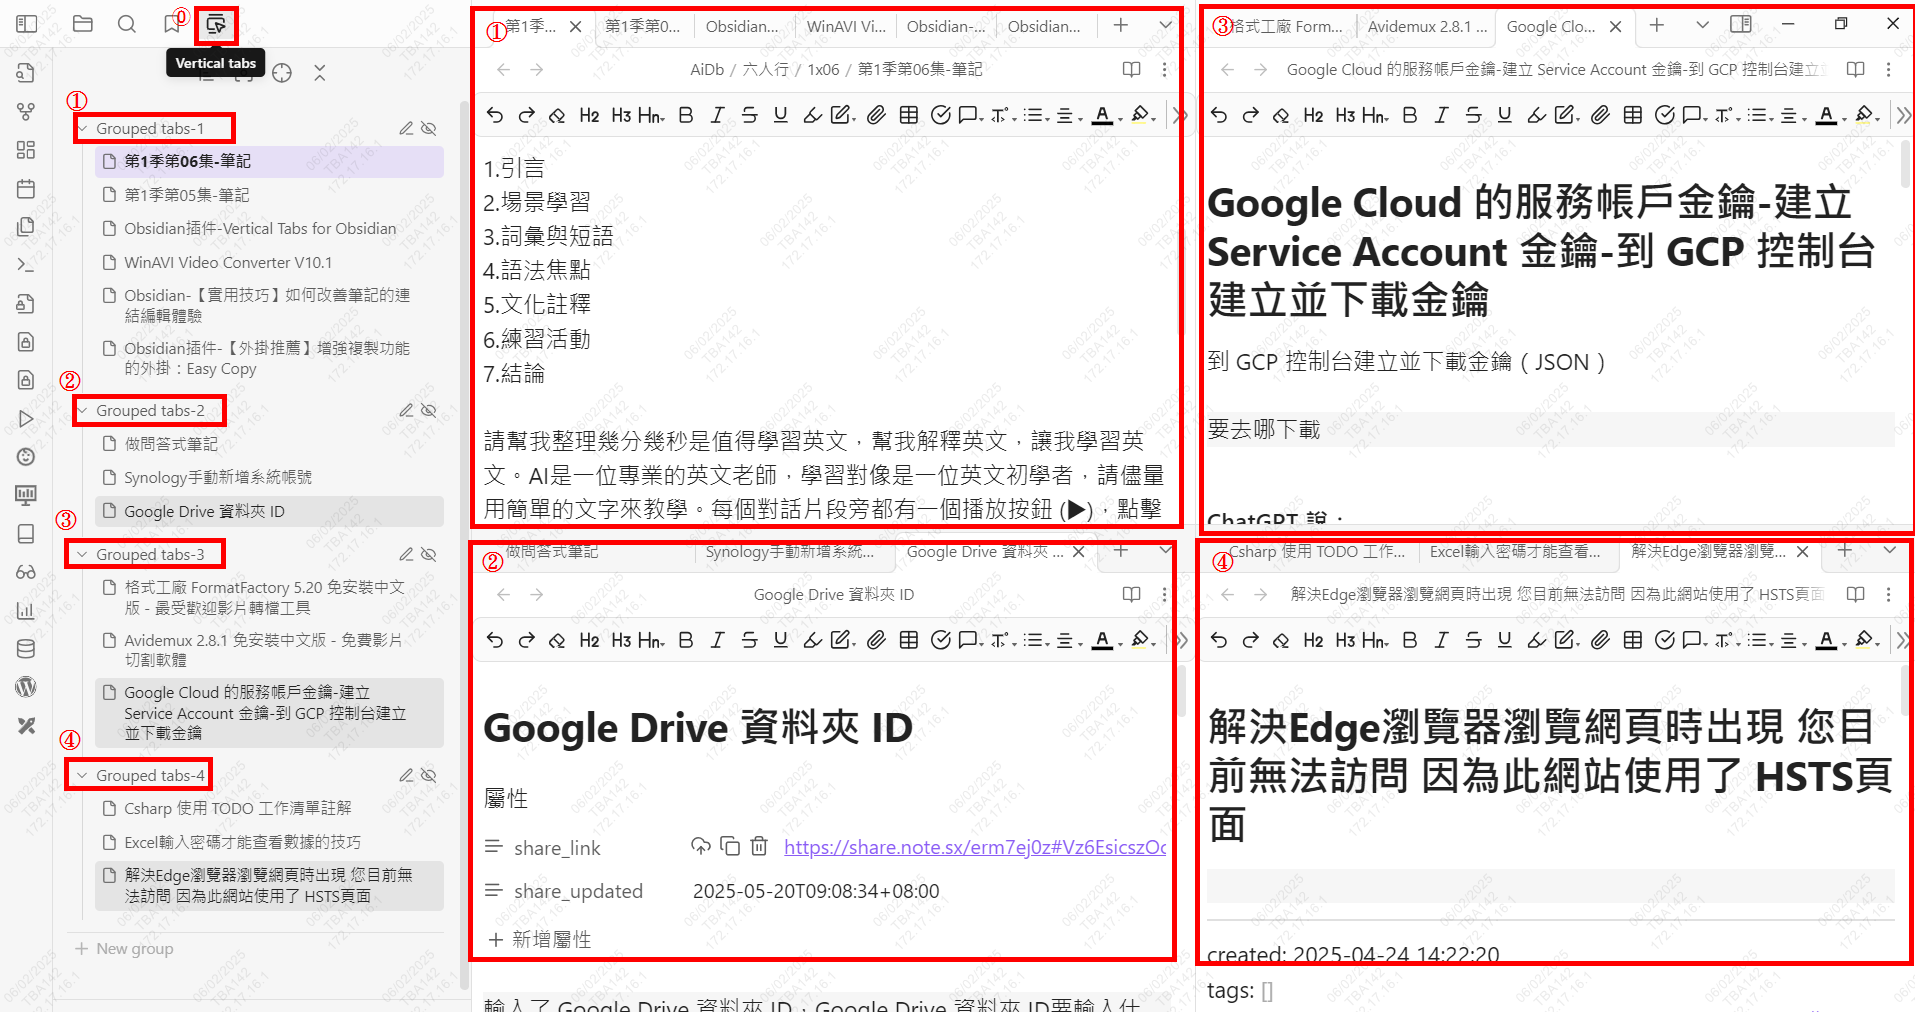 ⓪
Vertical tabs
①
Grouped tabs-1
第1季第06集-筆記
第1季第05集-筆記
Obsidian插件-Vertical Tabs for Obsidian
WinAVI Video Converter V10.1
Obsidian-【實用技巧】如何改善筆記的連
結編輯體驗
Obsidian插件-【外掛推薦】增強複製功能
的外掛：Easy Copy
②
Grouped tabs-2
做問答式筆記
Synology手動新增系統帳號
Google Drive 資料夾 ID
③
Grouped tabs-3
格式工廠 FormatFactory 5.20 免安裝中文
版 - 最受歡迎影片轉檔工具
Avidemux 2.8.1 免安裝中文版 - 免費影片
切割軟體
Google Cloud 的服務帳戶金鑰-建立
Service Account 金鑰-到 GCP 控制台建立
並下載金鑰
④
Grouped tabs-4
Csharp 使用 TODO 工作清單註解
Excel輸入密碼才能查看數據的技巧
解決Edge瀏覽器瀏覽網頁時出現 您目前無
法訪問 因為此網站使用了 HSTS頁面
New group
① 第1季... 第1季第0... Obsidian... WinAVI Vi... Obsidian-... Obsidian...
AiDb / 六人行 / 1x06 / 第1季第06集-筆記
H2 H3 Hn B I S U A
1.引言
2.場景學習
3.詞彙與短語
4.語法焦點
5.文化註釋
6.練習活動
7.結論
請幫我整理幾分幾秒是值得學習英文，幫我解釋英文，讓我學習英
文。AI是一位專業的英文老師，學習對像是一位英文初學者，請儘量
用簡單的文字來教學。每個對話片段旁都有一個播放按鈕 (▶)，點擊
② 做問答式筆記 Synology手動新增系統... Google Drive 資料夾 ...
Google Drive 資料夾 ID
H2 H3 Hn B I S U A
Google Drive 資料夾 ID
屬性
share_link https://share.note.sx/erm7ej0z#Vz6EsicszOc
share_updated 2025-05-20T09:08:34+08:00
新增屬性
輸入了 Google Drive 資料夾 ID，Google Drive 資料夾 ID要輸入什
③ 格式工廠 Form... Avidemux 2.8.1 ... Google Clo...
Google Cloud 的服務帳戶金鑰-建立 Service Account 金鑰-到 GCP 控制台建立並
H2 H3 Hn B I S U A
Google Cloud 的服務帳戶金鑰-建立
Service Account 金鑰-到 GCP 控制台
建立並下載金鑰
到 GCP 控制台建立並下載金鑰（JSON）
要去哪下載
ChatGPT 說：
④ Csharp 使用 TODO 工作... Excel輸入密碼才能查看... 解決Edge瀏覽器瀏覽...
解決Edge瀏覽器瀏覽網頁時出現 您目前無法訪問 因為此網站使用了 HSTS頁面
H2 H3 Hn B I S U A
解決Edge瀏覽器瀏覽網頁時出現 您目
前無法訪問 因為此網站使用了 HSTS頁
面
created: 2025-04-24 14:22:20
tags: []
06/02/2025
TBA142
172.17.16.1